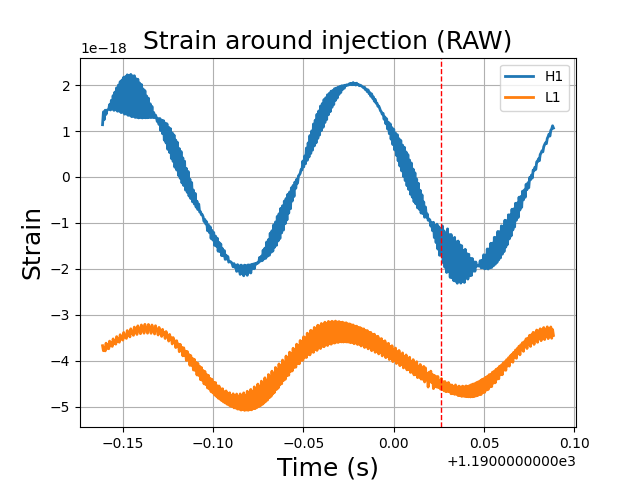 Strain around injection (RAW)
1e−18
H1
L1
2
1
0
−1
−2
−3
−4
−5
Strain
−0.15 −0.10 −0.05 0.00 0.05 0.10
+1.1900000000e3
Time (s)